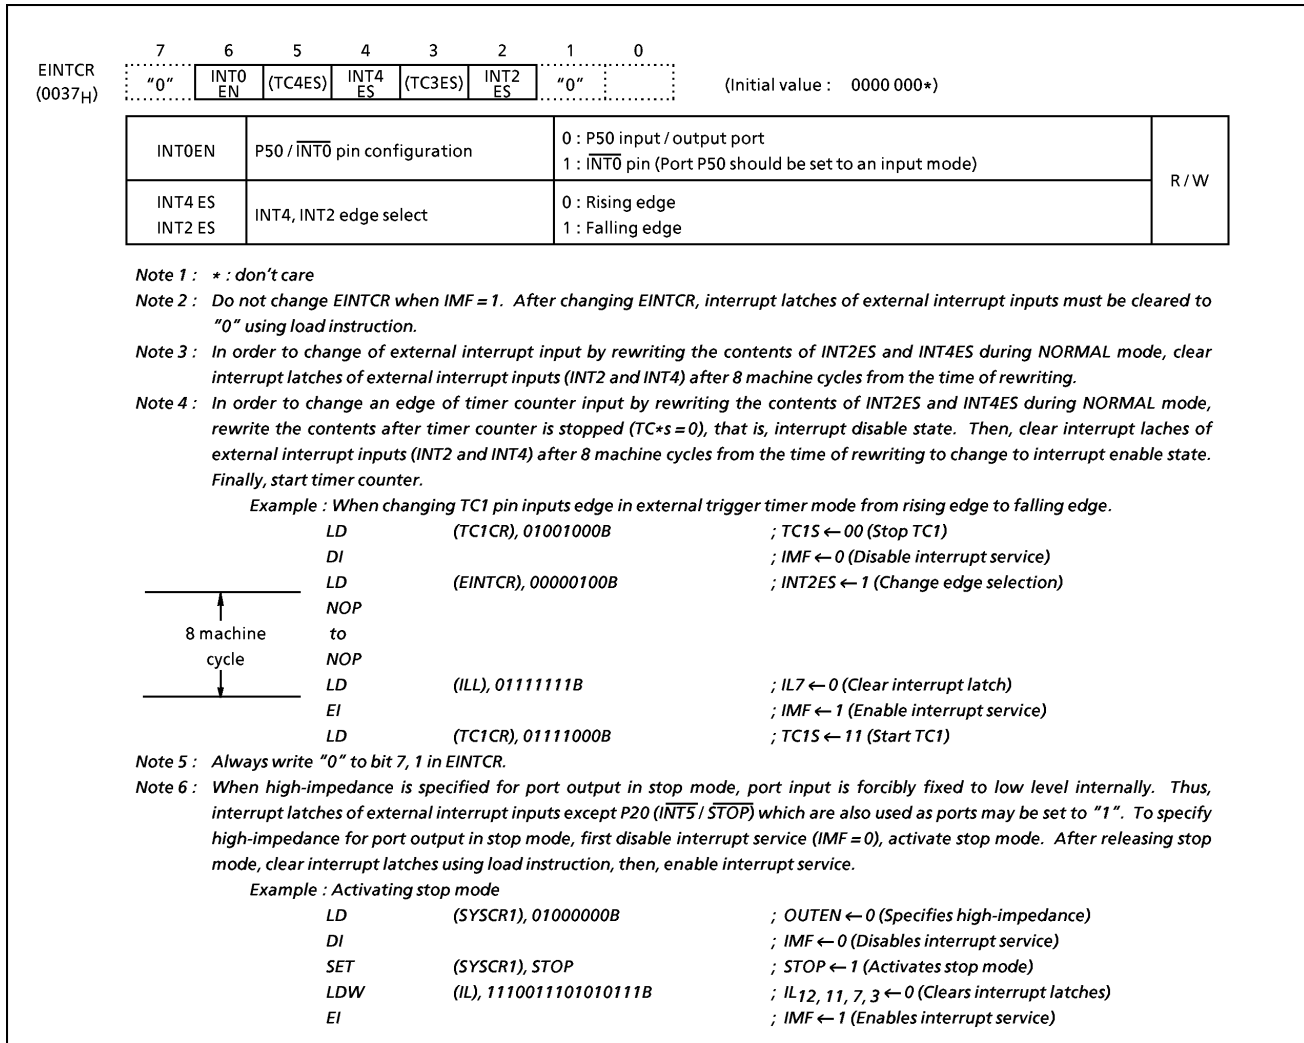 7 6 5 4 3 2 1 0
EINTCR
(0037H)
"0" INT0 EN (TC4ES) INT4 ES (TC3ES) INT2 ES "0" (Initial value : 0000 000*)
INT0EN P50 / INT0 pin configuration 0 : P50 input / output port
1 : INT0 pin (Port P50 should be set to an input mode)
R / W
INT4 ES
INT2 ES
INT4, INT2 edge select
0 : Rising edge
1 : Falling edge
Note 1 : * : don't care
Note 2 : Do not change EINTCR when IMF = 1. After changing EINTCR, interrupt latches of external interrupt inputs must be cleared to
"0" using load instruction.
Note 3 : In order to change of external interrupt input by rewriting the contents of INT2ES and INT4ES during NORMAL mode, clear
interrupt latches of external interrupt inputs (INT2 and INT4) after 8 machine cycles from the time of rewriting.
Note 4 : In order to change an edge of timer counter input by rewriting the contents of INT2ES and INT4ES during NORMAL mode,
rewrite the contents after timer counter is stopped (TC*s = 0), that is, interrupt disable state. Then, clear interrupt laches of
external interrupt inputs (INT2 and INT4) after 8 machine cycles from the time of rewriting to change to interrupt enable state.
Finally, start timer counter.
Example : When changing TC1 pin inputs edge in external trigger timer mode from rising edge to falling edge.
LD (TC1CR), 01001000B ; TC1S ← 00 (Stop TC1)
DI ; IMF ← 0 (Disable interrupt service)
LD (EINTCR), 00000100B ; INT2ES ← 1 (Change edge selection)
NOP
8 machine to
cycle NOP
LD (ILL), 01111111B ; IL7 ← 0 (Clear interrupt latch)
EI ; IMF ← 1 (Enable interrupt service)
LD (TC1CR), 01111000B ; TC1S ← 11 (Start TC1)
Note 5 : Always write "0" to bit 7, 1 in EINTCR.
Note 6 : When high-impedance is specified for port output in stop mode, port input is forcibly fixed to low level internally. Thus,
interrupt latches of external interrupt inputs except P20 (INT5 / STOP) which are also used as ports may be set to "1". To specify
high-impedance for port output in stop mode, first disable interrupt service (IMF = 0), activate stop mode. After releasing stop
mode, clear interrupt latches using load instruction, then, enable interrupt service.
Example : Activating stop mode
LD (SYSCR1), 01000000B ; OUTEN ← 0 (Specifies high-impedance)
DI ; IMF ← 0 (Disables interrupt service)
SET (SYSCR1), STOP ; STOP ← 1 (Activates stop mode)
LDW (IL), 1110011101010111B ; IL12, 11, 7, 3 ← 0 (Clears interrupt latches)
EI ; IMF ← 1 (Enables interrupt service)